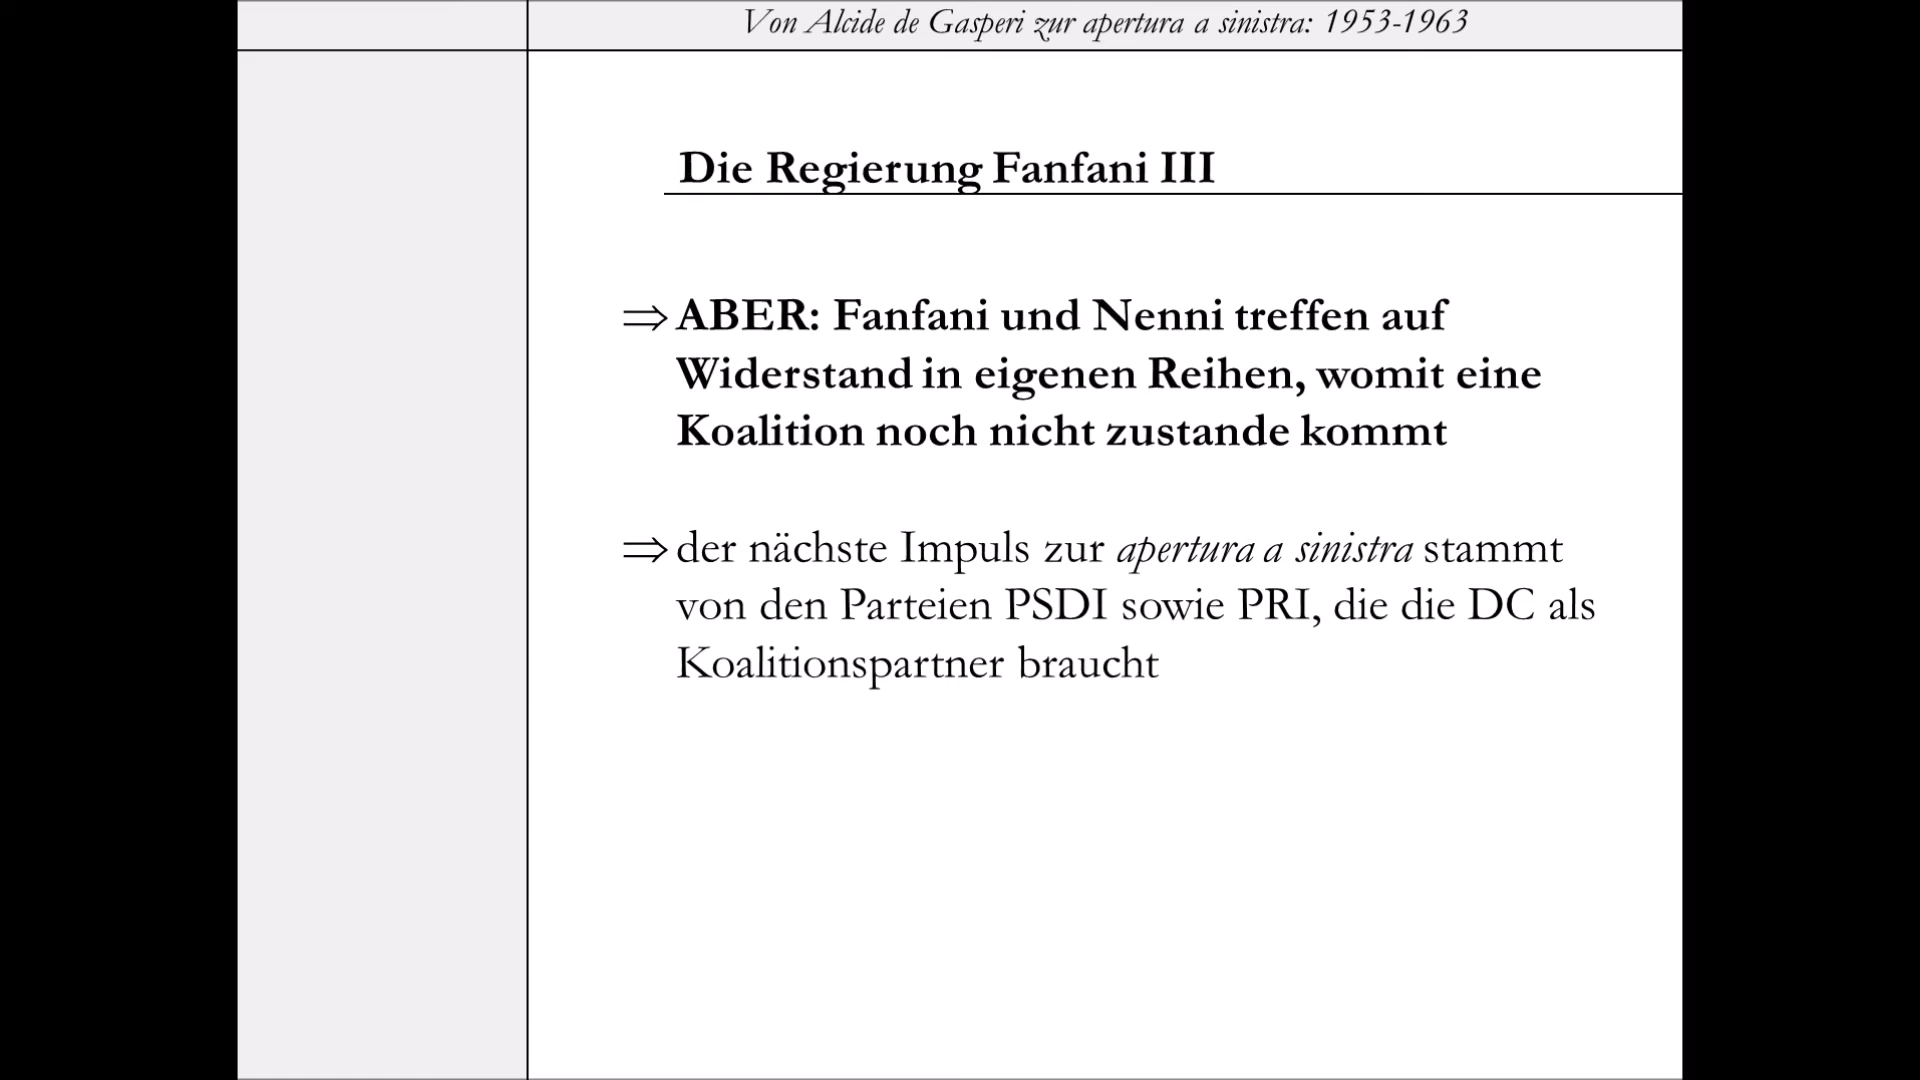 Von Alcide de Gasperi zur apertura a sinistra: 1953-1963
Die Regierung Fanfani III
⇒ ABER: Fanfani und Nenni treffen auf
Widerstand in eigenen Reihen, womit eine
Koalition noch nicht zustande kommt
⇒ der nächste Impuls zur apertura a sinistra stammt
von den Parteien PSDI sowie PRI, die die DC als
Koalitionspartner braucht